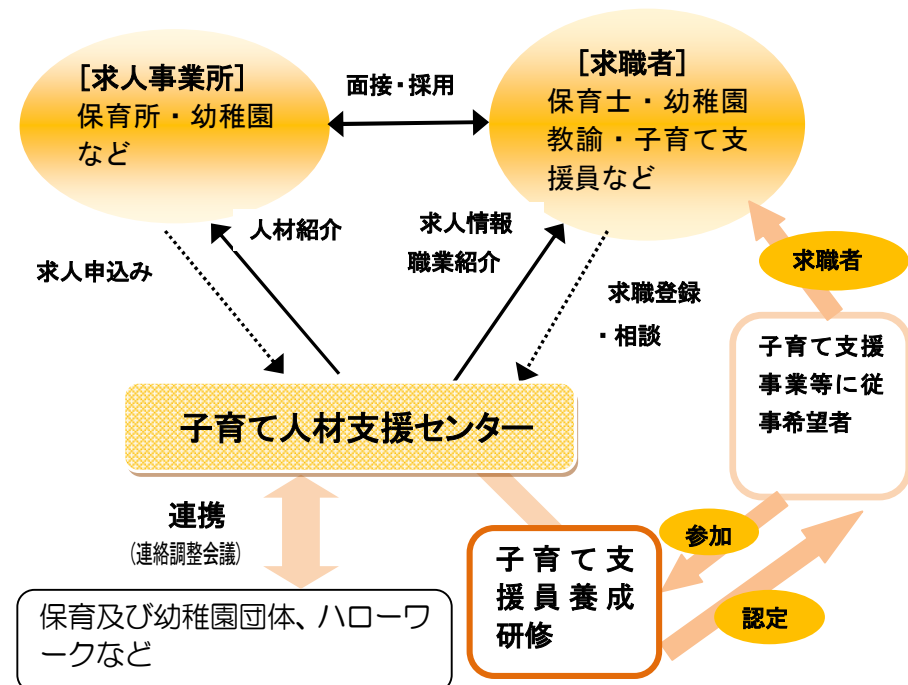 [求人事業所]
保育所・幼稚園
など
面接・採用
[求職者]
保育士・幼稚園
教諭・子育て支
援員など
人材紹介
求人情報
職業紹介
求人申込み
求職登録
・相談
求職者
子育て支援
事業等に従
事希望者
子育て人材支援センター
連携
(連絡調整会議)
参加
子育て支
援員養成
研修
認定
保育及び幼稚園団体、ハローワ
ークなど